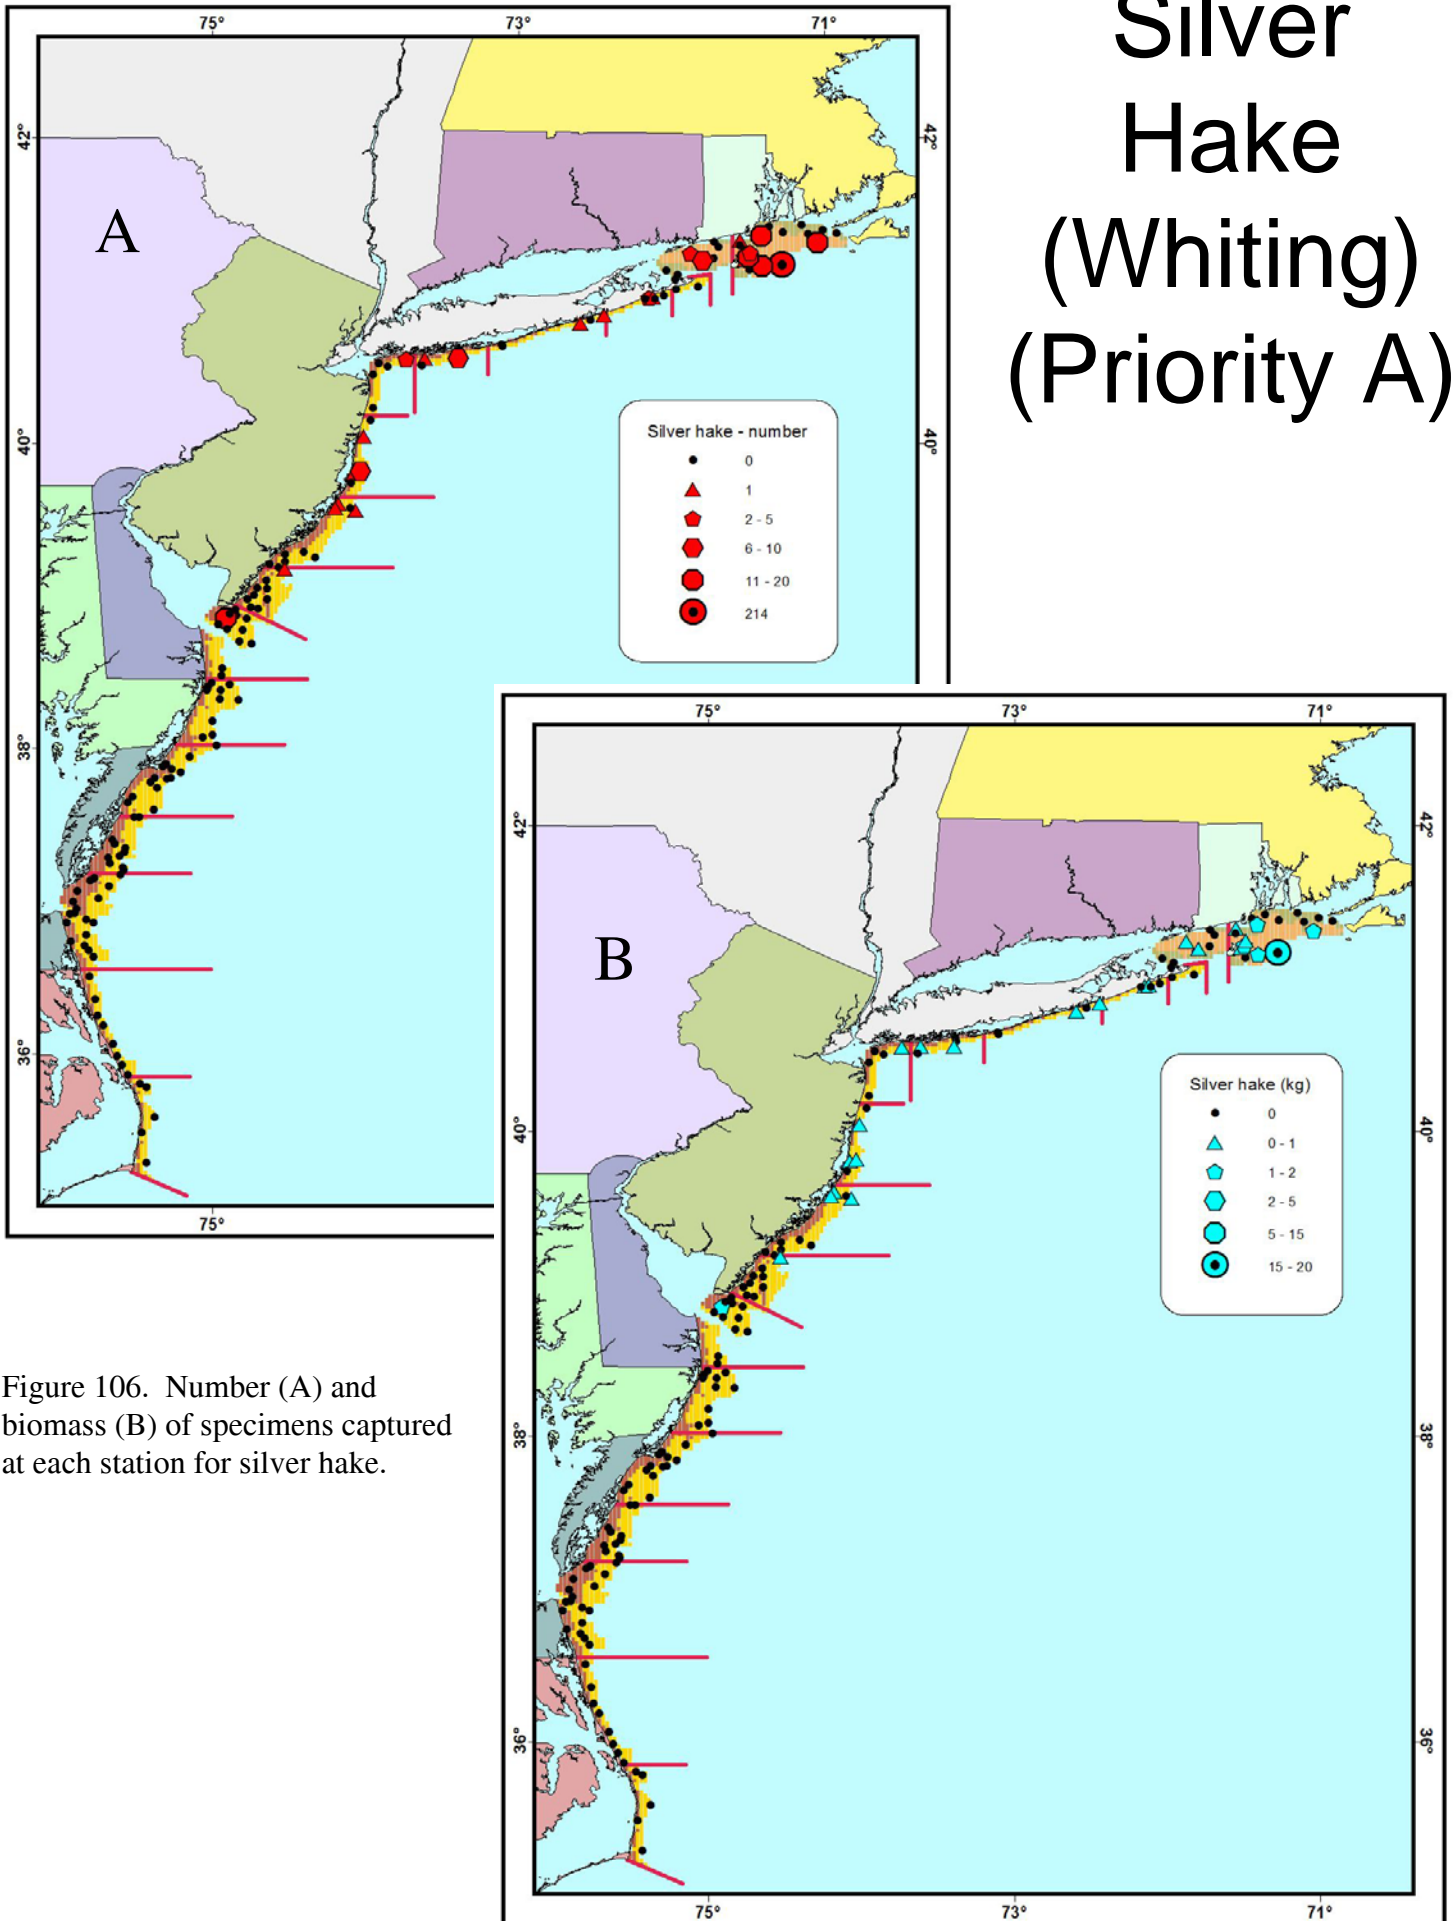 Silver
Hake
(Whiting)
(Priority A)
75°
73°
71°
42°
42°
A
40°
40°
Silver hake - number
0
1
2 - 5
6 - 10
11 - 20
214
38°
36°
75°
75°
73°
71°
42°
42°
B
40°
40°
Silver hake (kg)
0
0 - 1
1 - 2
2 - 5
5 - 15
15 - 20
38°
38°
36°
36°
75°
73°
71°
Figure 106. Number (A) and
biomass (B) of specimens captured
at each station for silver hake.